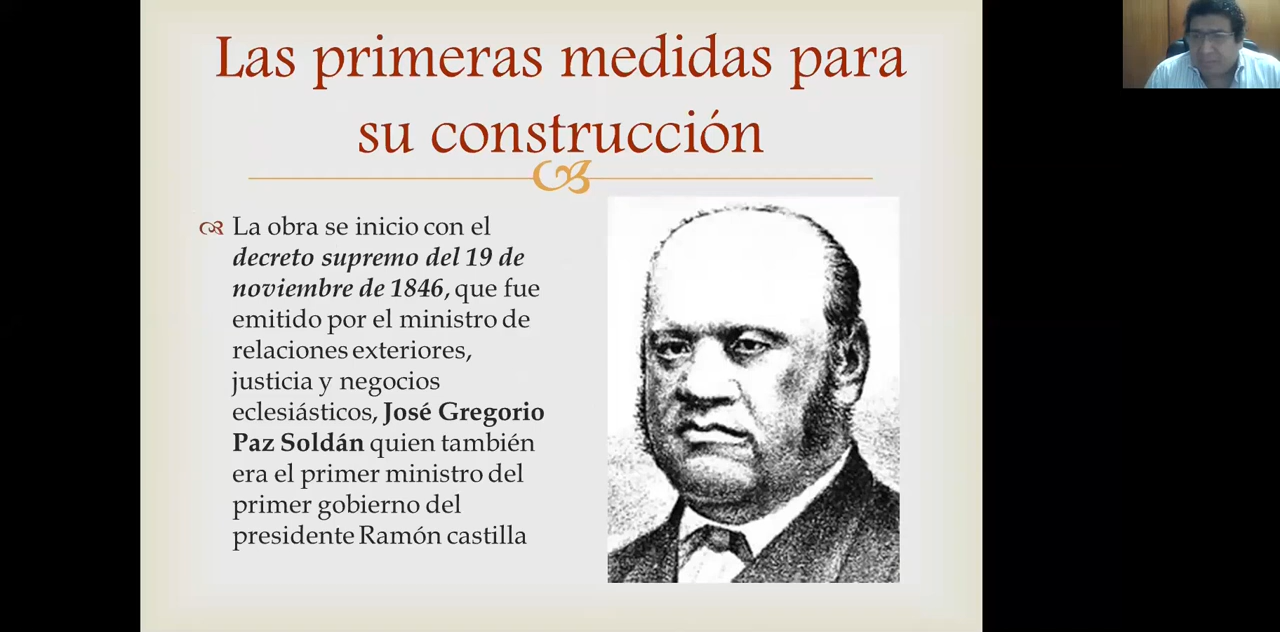 Las primeras medidas para
su construcción
La obra se inicio con el
decreto supremo del 19 de
noviembre de 1846, que fue
emitido por el ministro de
relaciones exteriores,
justicia y negocios
eclesiásticos, José Gregorio
Paz Soldán quien también
era el primer ministro del
primer gobierno del
presidente Ramón castilla